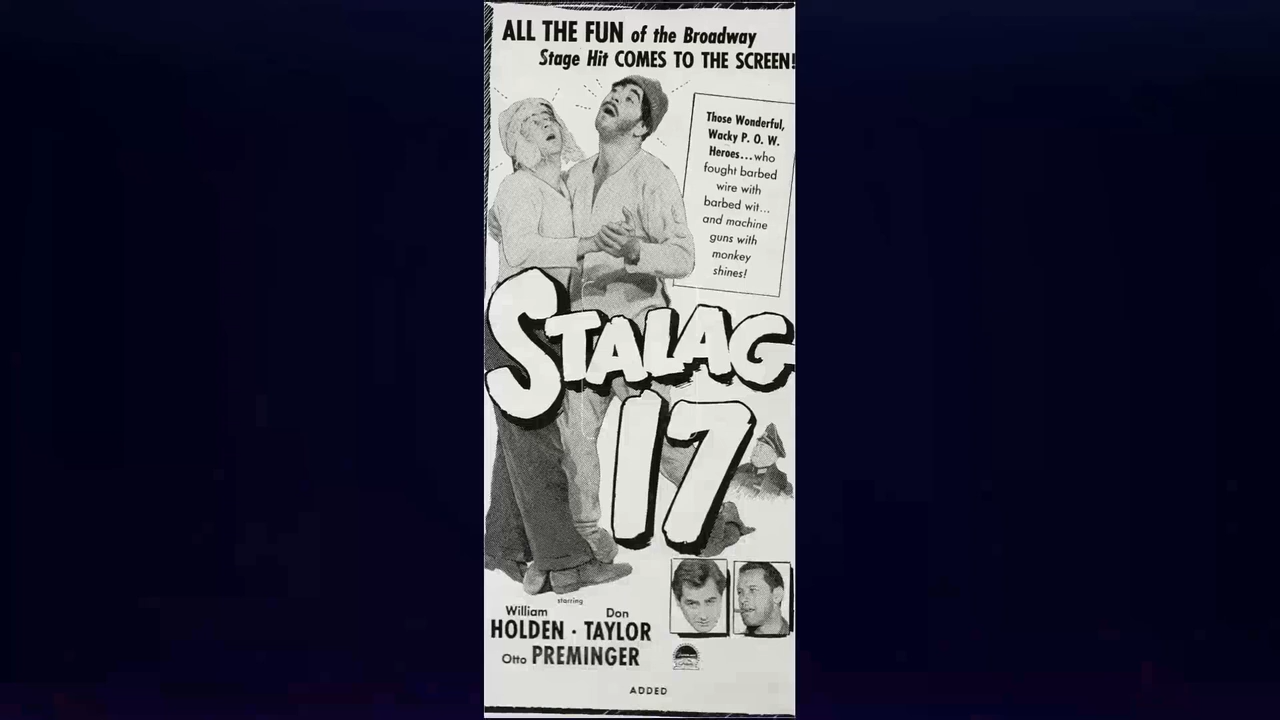 ALL THE FUN of the Broadway
Stage Hit COMES TO THE SCREEN!
Those Wonderful,
Wacky P. O. W.
Heroes...who
fought barbed
wire with
barbed wit...
and machine
guns with
monkey
shines!
STALAG
17
starring
William
HOLDEN · Don
TAYLOR
Otto PREMINGER
ADDED